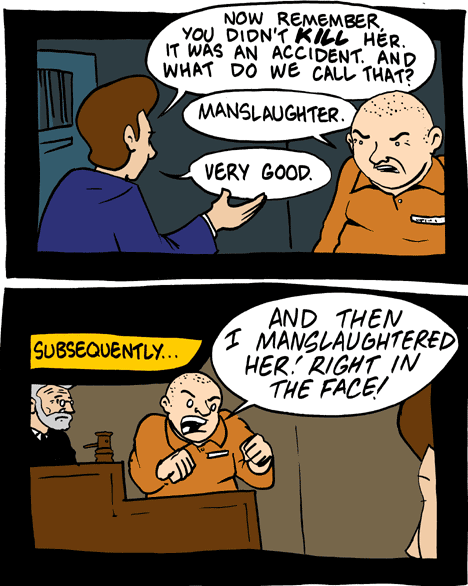 NOW REMEMBER,
YOU DIDN'T KILL HER.
IT WAS AN ACCIDENT. AND
WHAT DO WE CALL THAT?
MANSLAUGHTER.
VERY GOOD.
SUBSEQUENTLY...
AND THEN
I MANSLAUGHTERED
HER! RIGHT IN
THE FACE!